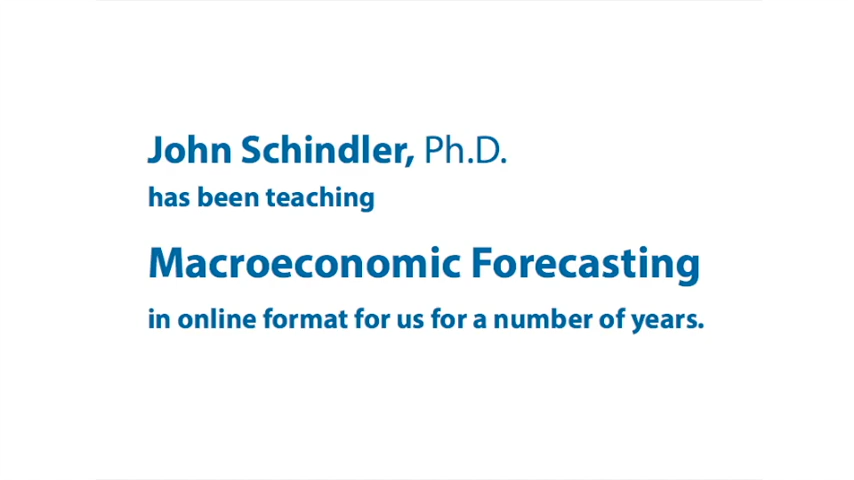 John Schindler, Ph.D.
has been teaching
Macroeconomic Forecasting
in online format for us for a number of years.